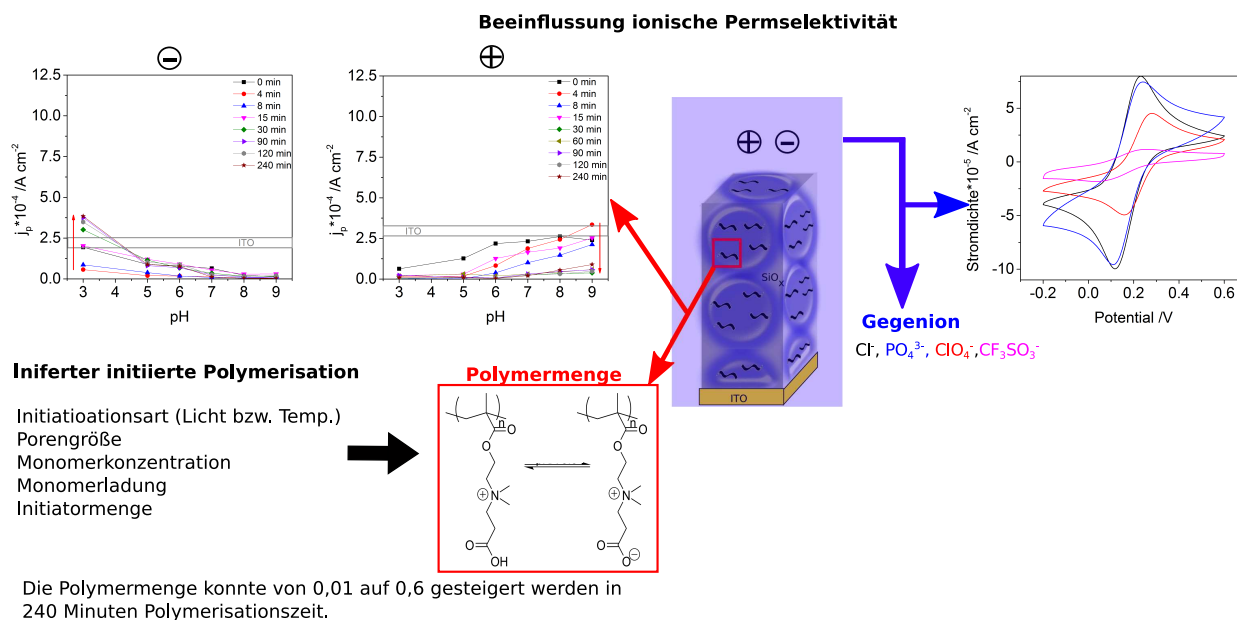 Beeinflussung ionische Permselektivität
−
12.5
10.0
7.5
5.0
2.5
0.0
jp*10⁻⁴ /A cm⁻²
0 min
4 min
8 min
15 min
30 min
90 min
120 min
240 min
ITO
3 4 5 6 7 8 9
pH
+
12.5
10.0
7.5
5.0
2.5
0.0
jp*10⁻⁴ /A cm⁻²
0 min
4 min
8 min
15 min
30 min
60 min
90 min
120 min
240 min
ITO
3 4 5 6 7 8 9
pH
+ −
SiOx
ITO
5
0
-5
-10
Stromdichte*10⁻⁵ /A cm⁻²
-0.2 0.0 0.2 0.4 0.6
Potential /V
Gegenion
Cl⁻, PO₄³⁻, ClO₄⁻,CF₃SO₃⁻
Iniferter initiierte Polymerisation
Initiatioationsart (Licht bzw. Temp.)
Porengröße
Monomerkonzentration
Monomerladung
Initiatormenge
Polymermenge
n
O
O
N
+
O
OH
n
O
O
N
+
O
O
−
Die Polymermenge konnte von 0,01 auf 0,6 gesteigert werden in
240 Minuten Polymerisationszeit.